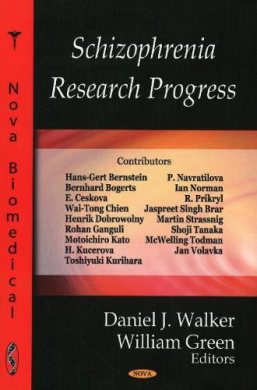 Nova Biomedical
Schizophrenia
Research Progress
Contributors
Hans-Gert Bernstein P. Navratilova
Bernhard Bogerts Ian Norman
E. Ceskova R. Prikryl
Wai-Tong Chien Jaspreet Singh Brar
Henrik Dobrowolny Martin Strassnig
Rohan Ganguli Shoji Tanaka
Motoichiro Kato McWelling Todman
H. Kucerova Jan Volavka
Toshiyuki Kurihara
Daniel J. Walker
William Green
Editors
NOVA